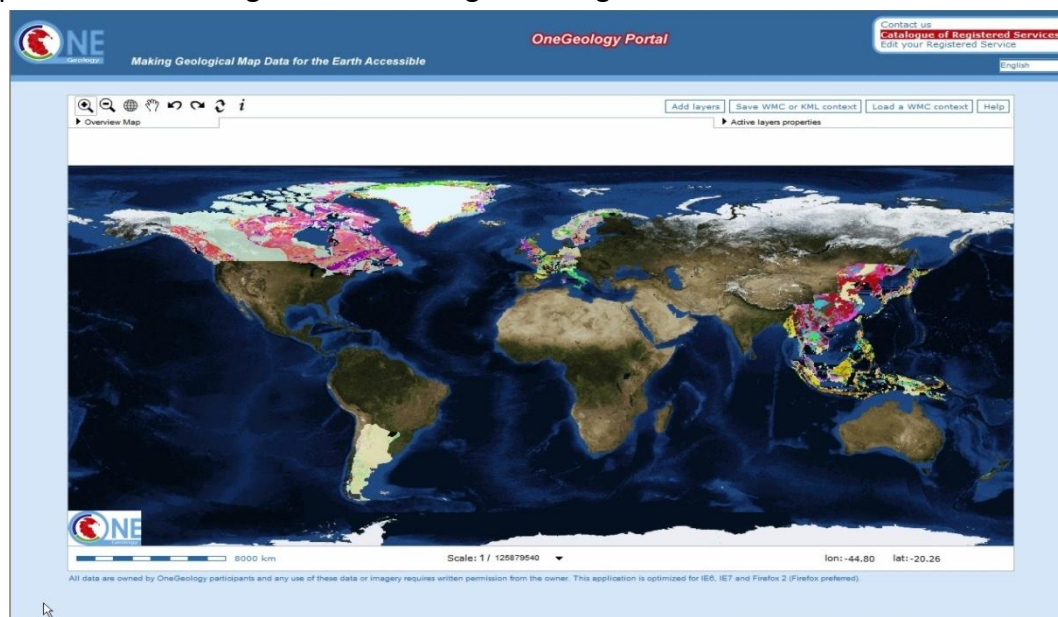 ONE
Geology
Making Geological Map Data for the Earth Accessible
OneGeology Portal
Contact us
Catalogue of Registered Services
Edit your Registered Service
English
Add layers
Save WMC or KML context
Load a WMC context
Help
Overview Map
Active layers properties
ONE
Geology
8000 km
Scale: 1 / 125879540
lon:-44.80 lat:-20.26
All data are owned by OneGeology participants and any use of these data or imagery requires written permission from the owner. This application is optimized for IE6, IE7 and Firefox 2 (Firefox preferred).